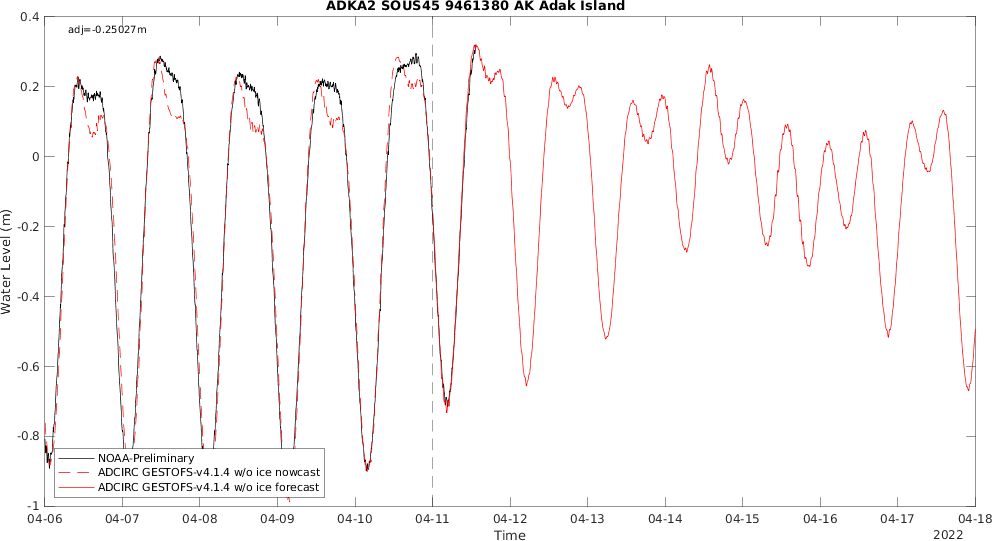 ADKA2 SOUS45 9461380 AK Adak Island
adj=-0.25027m
0.4
0.2
0
-0.2
-0.4
-0.6
-0.8
-1
Water Level (m)
NOAA-Preliminary
ADCIRC GESTOFS-v4.1.4 w/o ice nowcast
ADCIRC GESTOFS-v4.1.4 w/o ice forecast
04-06 04-07 04-08 04-09 04-10 04-11 04-12 04-13 04-14 04-15 04-16 04-17 04-18
Time
2022